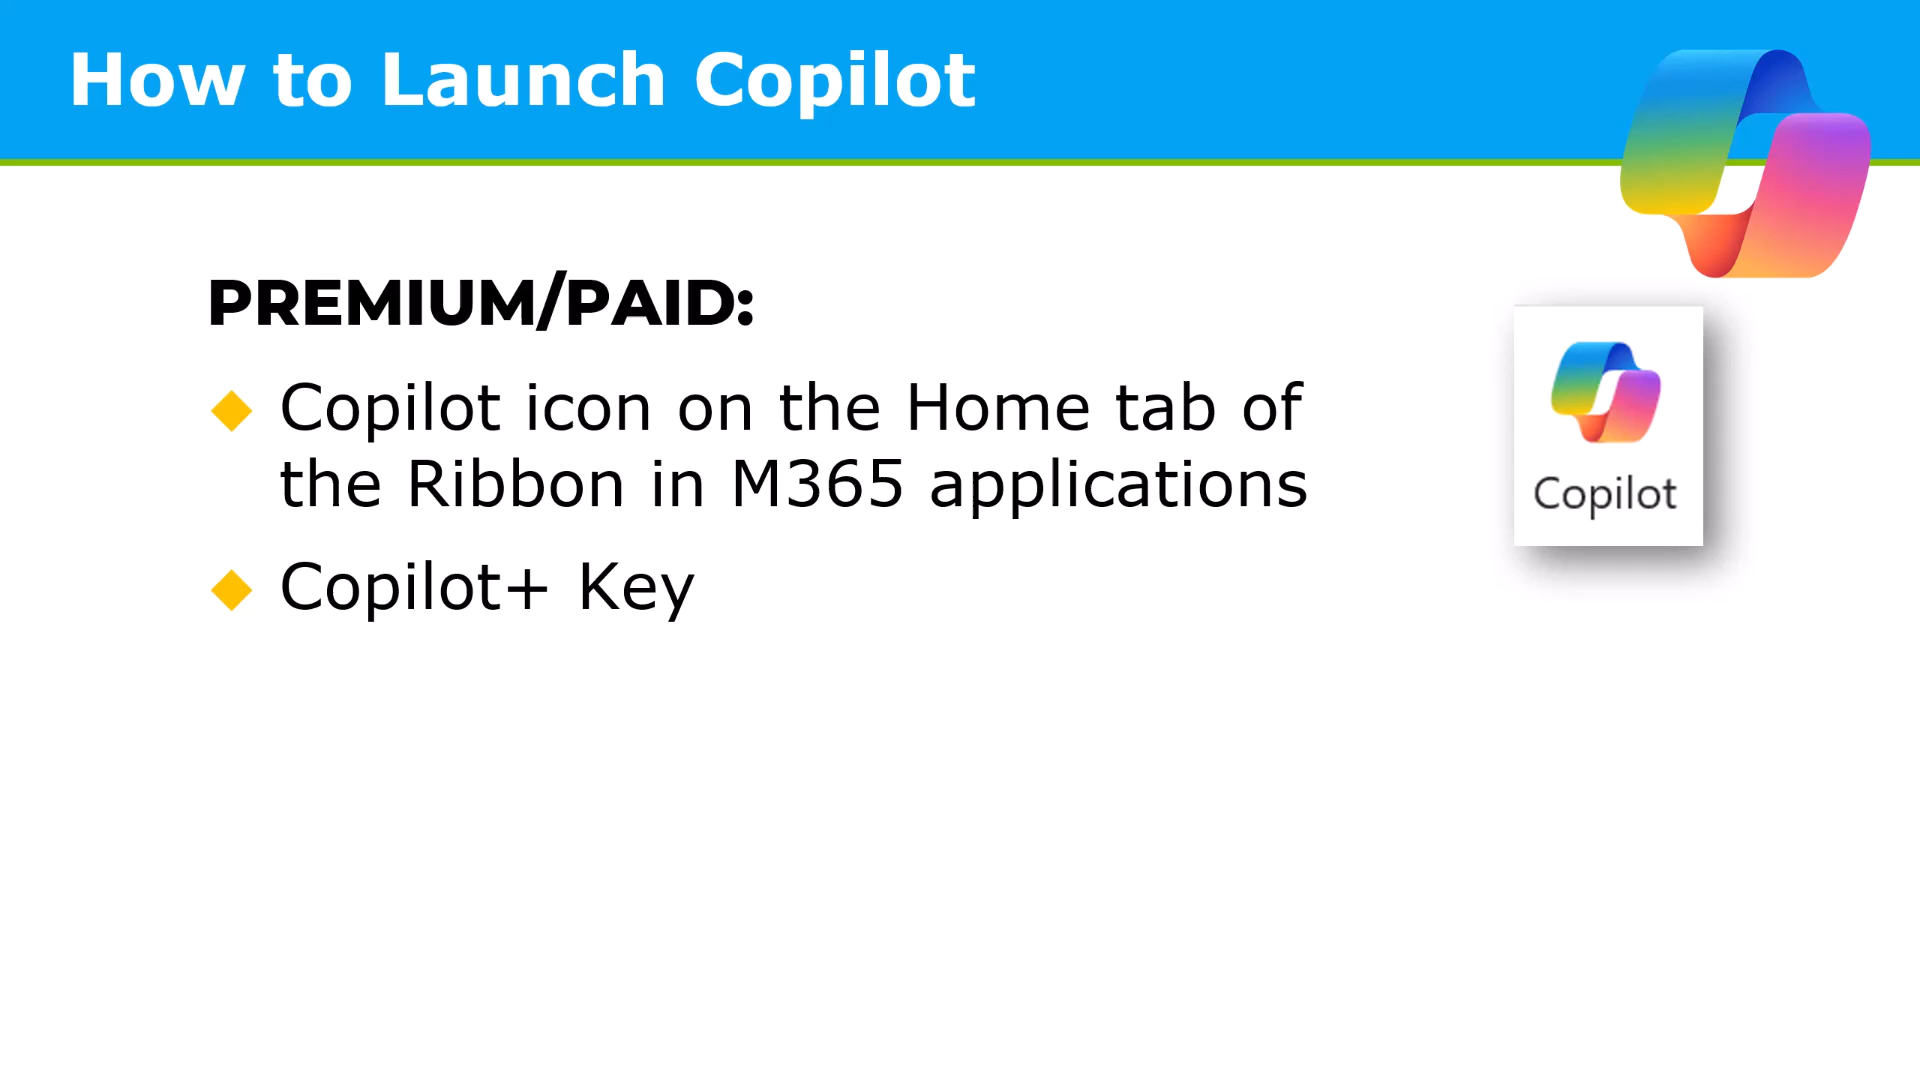 How to Launch Copilot
PREMIUM/PAID:
Copilot icon on the Home tab of
the Ribbon in M365 applications
Copilot+ Key
Copilot